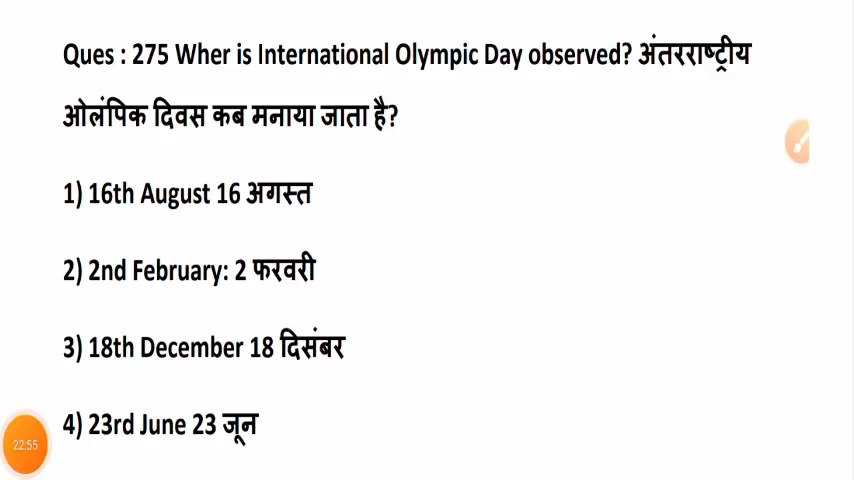 Ques : 275 Wher is International Olympic Day observed? अंतरराष्ट्रीय
ओलंपिक दिवस कब मनाया जाता है?
1) 16th August 16 अगस्त
2) 2nd February: 2 फरवरी
3) 18th December 18 दिसंबर
4) 23rd June 23 जून
22:55